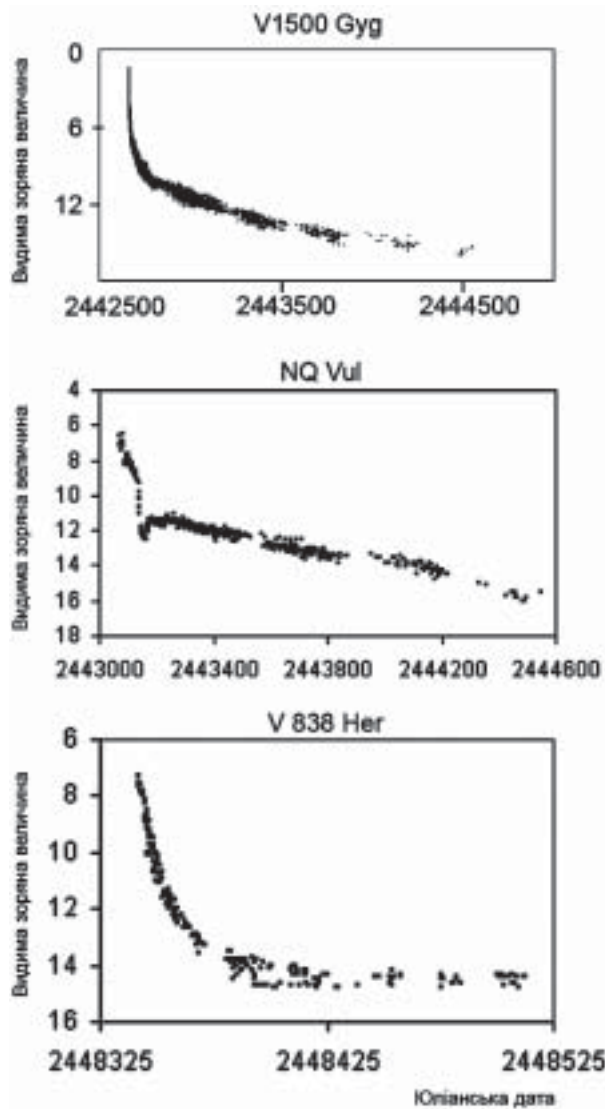 V1500 Gyg
Видима зоряна величина
0
6
12
2442500 2443500 2444500
NQ Vul
Видима зоряна величина
4
6
8
10
12
14
16
18
2443000 2443400 2443800 2444200 2444600
V 838 Her
Видима зоряна величина
6
8
10
12
14
16
2448325 2448425 2448525
Юліанська дата